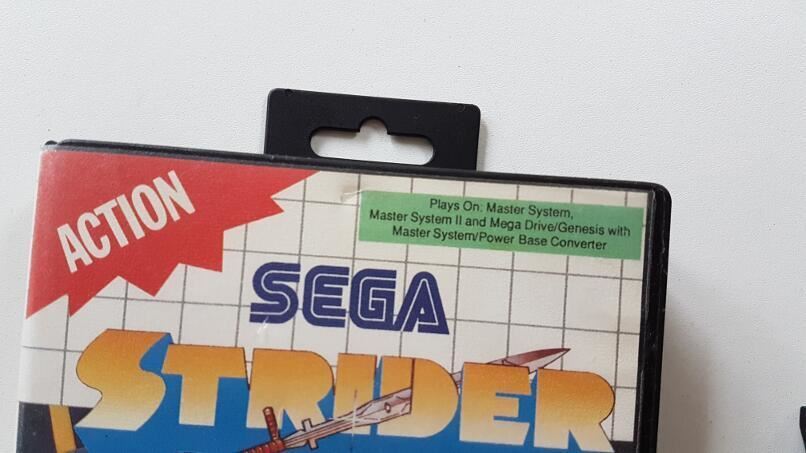 ACTION
Plays On: Master System,
Master System II and Mega Drive/Genesis with
Master System/Power Base Converter
SEGA
STRIDER